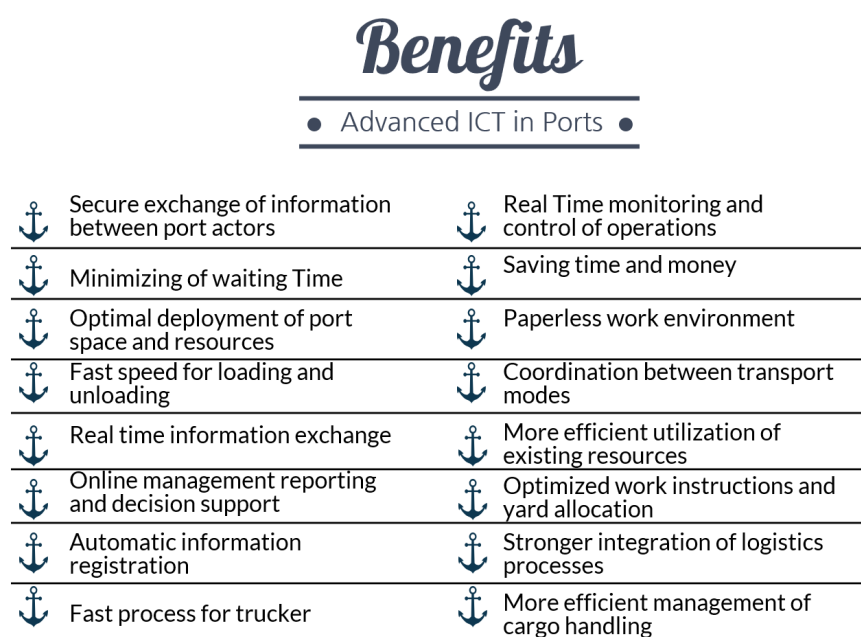 Benefits
Advanced ICT in Ports
Secure exchange of information
between port actors
Real Time monitoring and
control of operations
Minimizing of waiting Time
Saving time and money
Optimal deployment of port
space and resources
Paperless work environment
Fast speed for loading and
unloading
Coordination between transport
modes
Real time information exchange
More efficient utilization of
existing resources
Online management reporting
and decision support
Optimized work instructions and
yard allocation
Automatic information
registration
Stronger integration of logistics
processes
Fast process for trucker
More efficient management of
cargo handling